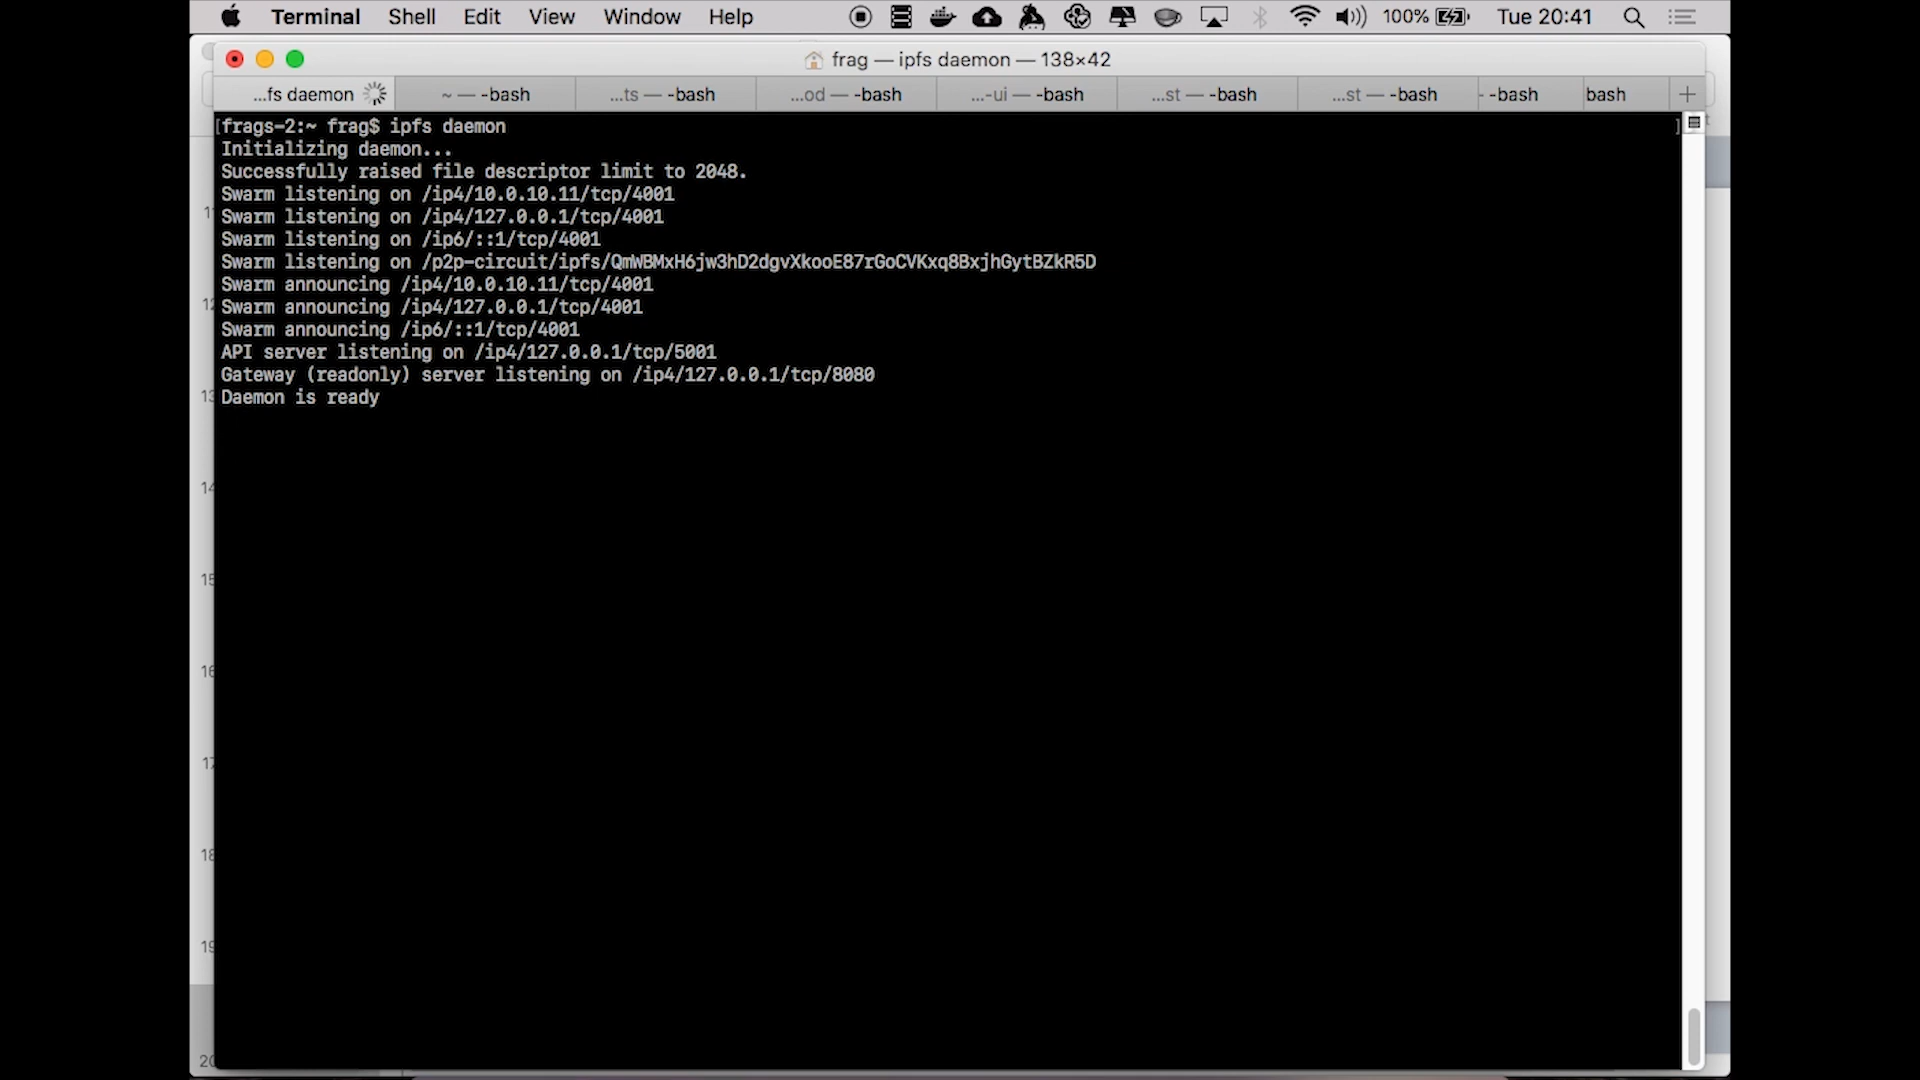 Terminal Shell Edit View Window Help 100% Tue 20:41
frag — ipfs daemon — 138×42
...fs daemon ~ — -bash ...ts — -bash ...od — -bash ...-ui — -bash ...st — -bash ...st — -bash - -bash bash +
[frags-2:~ frag$ ipfs daemon ]
Initializing daemon...
Successfully raised file descriptor limit to 2048.
Swarm listening on /ip4/10.0.10.11/tcp/4001
Swarm listening on /ip4/127.0.0.1/tcp/4001
Swarm listening on /ip6/::1/tcp/4001
Swarm listening on /p2p-circuit/ipfs/QmWBMxH6jw3hD2dgvXkooE87rGoCVKxq8BxjhGytBZkR5D
Swarm announcing /ip4/10.0.10.11/tcp/4001
Swarm announcing /ip4/127.0.0.1/tcp/4001
Swarm announcing /ip6/::1/tcp/4001
API server listening on /ip4/127.0.0.1/tcp/5001
Gateway (readonly) server listening on /ip4/127.0.0.1/tcp/8080
Daemon is ready